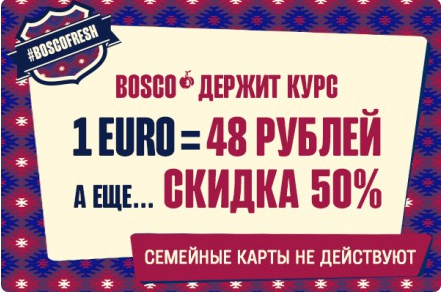 #BOSCOFRESH
BOSCO ДЕРЖИТ КУРС
1 EURO = 48 РУБЛЕЙ
А ЕЩЕ... СКИДКА 50%
СЕМЕЙНЫЕ КАРТЫ НЕ ДЕЙСТВУЮТ